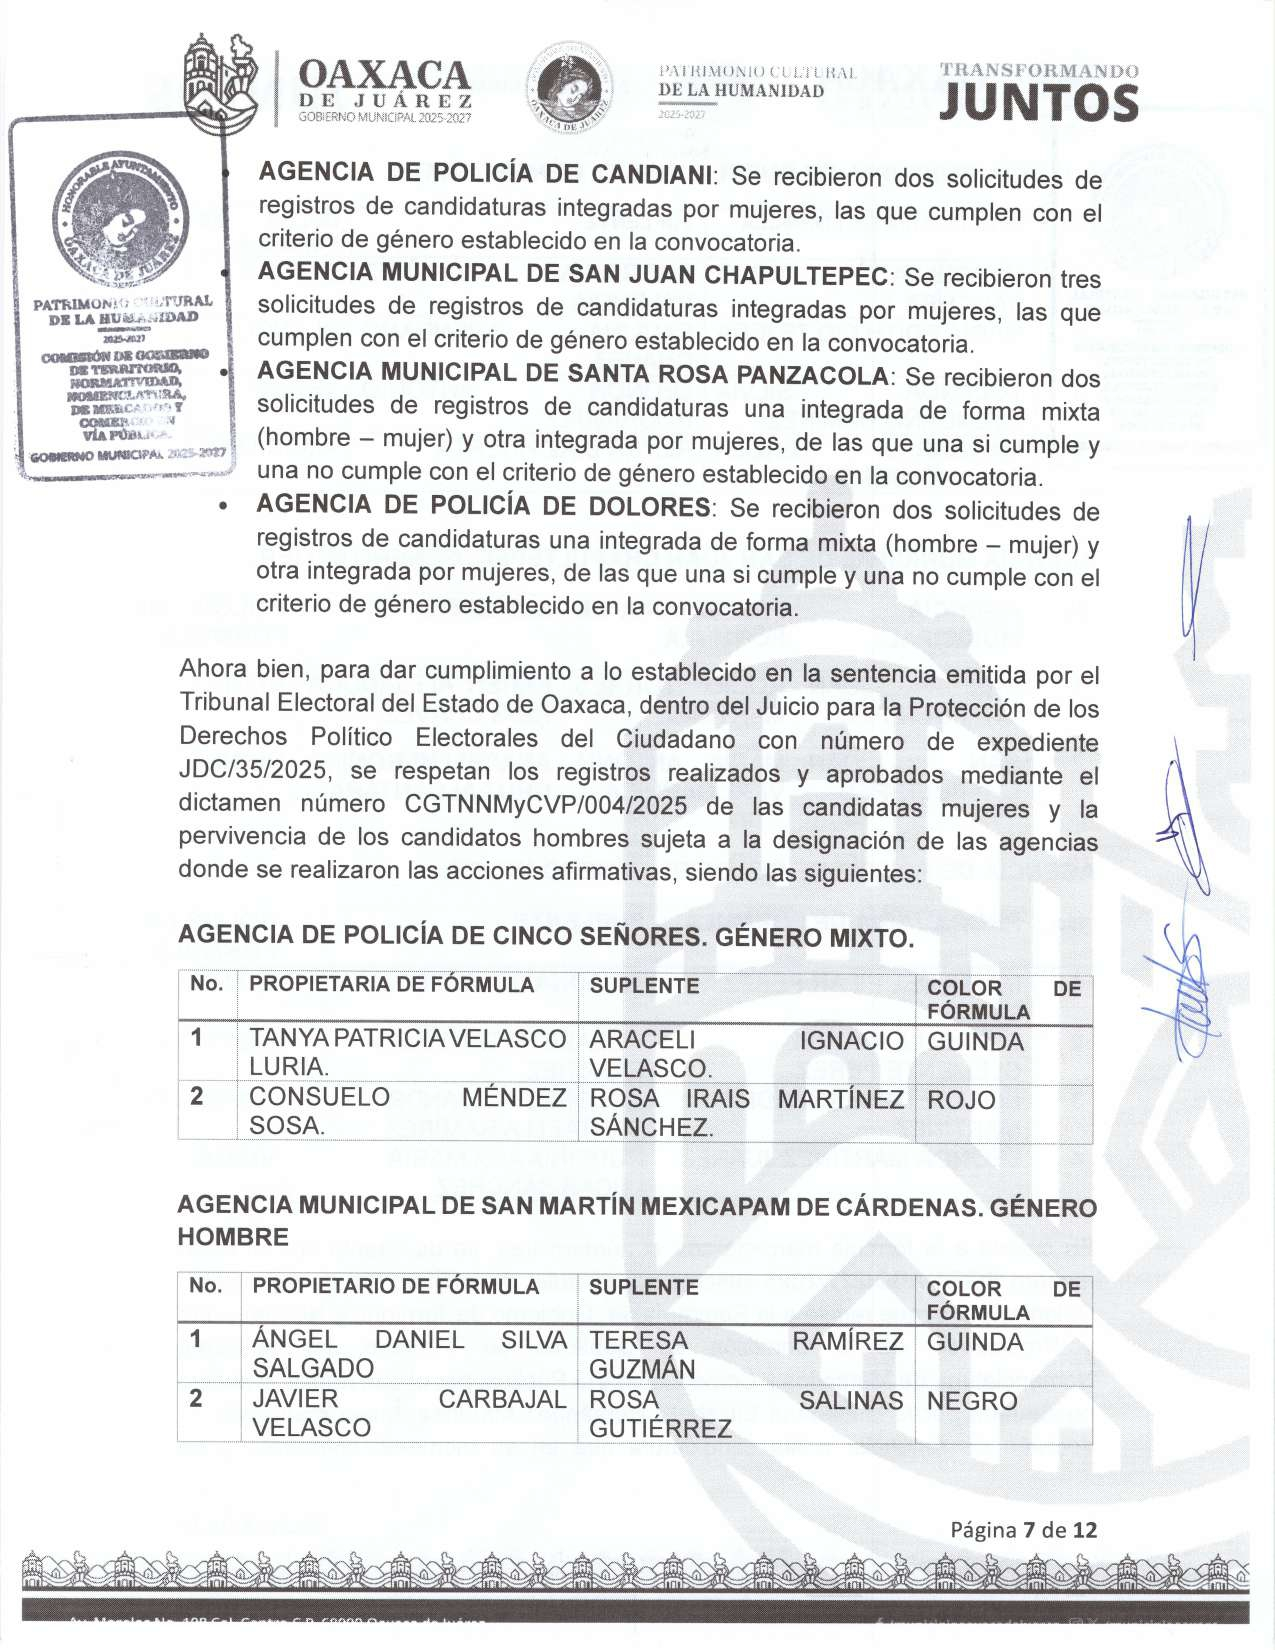 OAXACA
DE JUÁREZ
GOBIERNO MUNICIPAL 2025-2027
PATRIMONIO CULTURAL
DE LA HUMANIDAD
2025-2027
TRANSFORMANDO
JUNTOS
HONORABLE AYUNTAMIENTO
OAXACA DE JUÁREZ
PATRIMONIO CULTURAL
DE LA HUMANIDAD
2025-2027
COMISIÓN DE GOBIERNO
DE TERRITORIO,
NORMATIVIDAD,
NOMENCLATURA,
DE MERCADOS Y
COMERCIO EN
VÍA PÚBLICA.
GOBIERNO MUNICIPAL 2025-2027
• AGENCIA DE POLICÍA DE CANDIANI: Se recibieron dos solicitudes de
registros de candidaturas integradas por mujeres, las que cumplen con el
criterio de género establecido en la convocatoria.
• AGENCIA MUNICIPAL DE SAN JUAN CHAPULTEPEC: Se recibieron tres
solicitudes de registros de candidaturas integradas por mujeres, las que
cumplen con el criterio de género establecido en la convocatoria.
• AGENCIA MUNICIPAL DE SANTA ROSA PANZACOLA: Se recibieron dos
solicitudes de registros de candidaturas una integrada de forma mixta
(hombre – mujer) y otra integrada por mujeres, de las que una si cumple y
una no cumple con el criterio de género establecido en la convocatoria.
• AGENCIA DE POLICÍA DE DOLORES: Se recibieron dos solicitudes de
registros de candidaturas una integrada de forma mixta (hombre – mujer) y
otra integrada por mujeres, de las que una si cumple y una no cumple con el
criterio de género establecido en la convocatoria.
Ahora bien, para dar cumplimiento a lo establecido en la sentencia emitida por el
Tribunal Electoral del Estado de Oaxaca, dentro del Juicio para la Protección de los
Derechos Político Electorales del Ciudadano con número de expediente
JDC/35/2025, se respetan los registros realizados y aprobados mediante el
dictamen número CGTNNMyCVP/004/2025 de las candidatas mujeres y la
pervivencia de los candidatos hombres sujeta a la designación de las agencias
donde se realizaron las acciones afirmativas, siendo las siguientes:
AGENCIA DE POLICÍA DE CINCO SEÑORES. GÉNERO MIXTO.
No. PROPIETARIA DE FÓRMULA SUPLENTE COLOR DE
FÓRMULA
1 TANYA PATRICIA VELASCO ARACELI IGNACIO GUINDA
LURIA. VELASCO.
2 CONSUELO MÉNDEZ ROSA IRAIS MARTÍNEZ ROJO
SOSA. SÁNCHEZ.
AGENCIA MUNICIPAL DE SAN MARTÍN MEXICAPAM DE CÁRDENAS. GÉNERO
HOMBRE
No. PROPIETARIO DE FÓRMULA SUPLENTE COLOR DE
FÓRMULA
1 ÁNGEL DANIEL SILVA TERESA RAMÍREZ GUINDA
SALGADO GUZMÁN
2 JAVIER CARBAJAL ROSA SALINAS NEGRO
VELASCO GUTIÉRREZ
Página 7 de 12